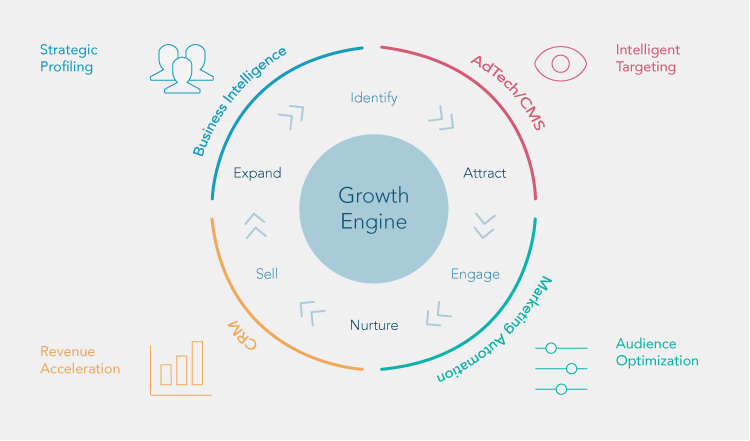 Strategic
Profiling
Business Intelligence
AdTech/CMS
Intelligent
Targeting
Identify
Expand
Attract
Growth
Engine
Sell
Engage
Nurture
CRM
Marketing Automation
Revenue
Acceleration
Audience
Optimization